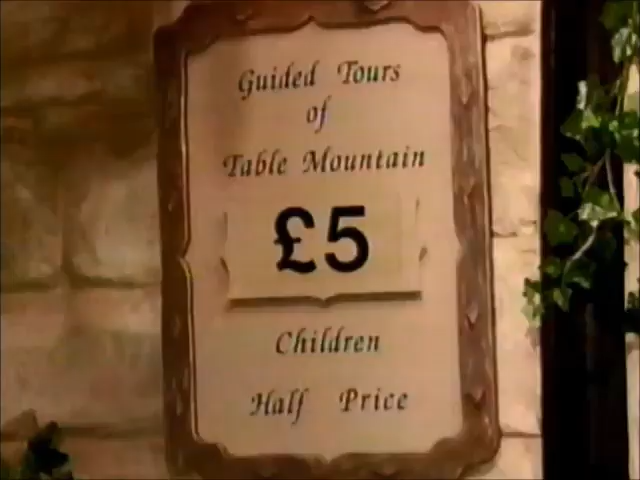 Guided Tours
of
Table Mountain
£5
Children
Half Price